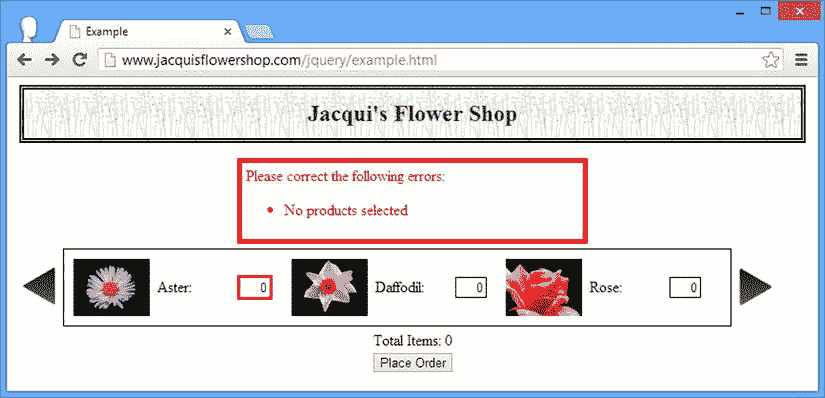 Example
www.jacquisflowershop.com/jquery/example.html
Jacqui's Flower Shop
Please correct the following errors:
• No products selected
Aster: 0 Daffodil: 0 Rose: 0
Total Items: 0
Place Order